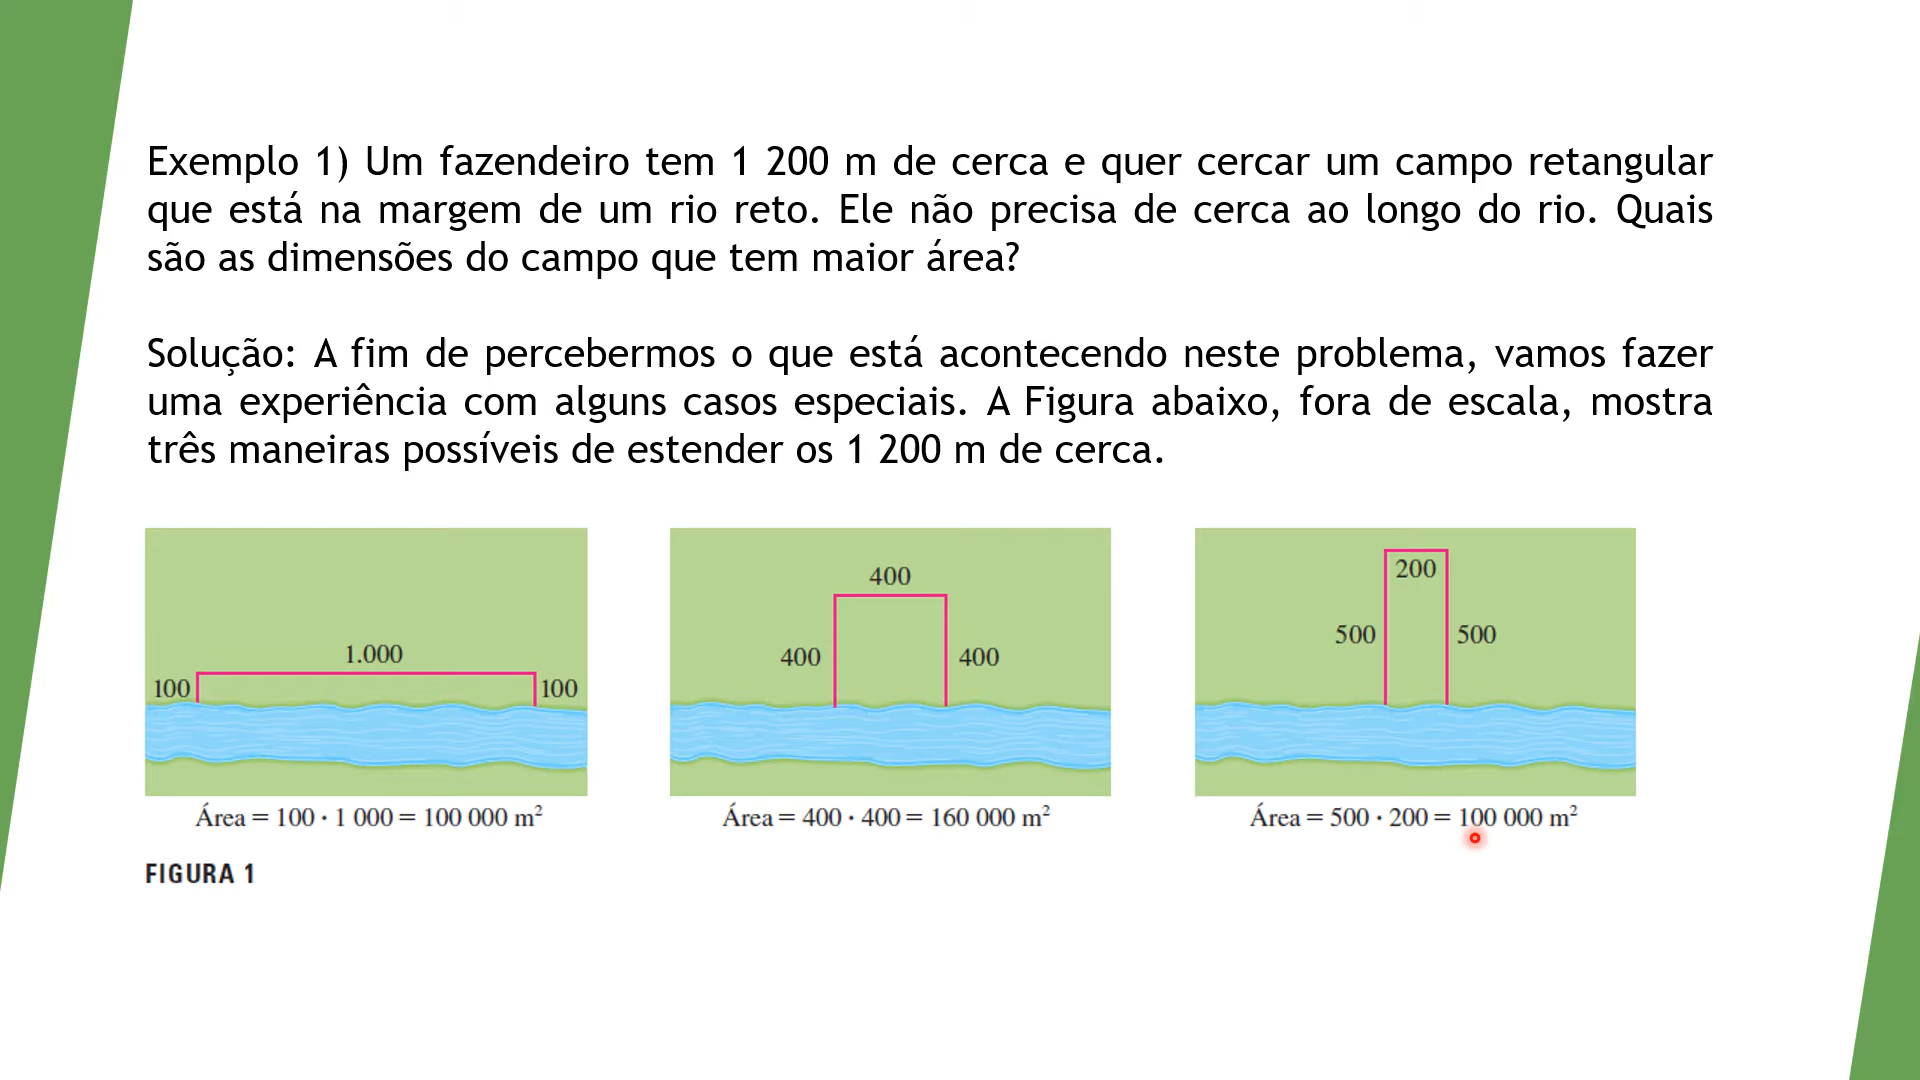 Exemplo 1) Um fazendeiro tem 1 200 m de cerca e quer cercar um campo retangular
que está na margem de um rio reto. Ele não precisa de cerca ao longo do rio. Quais
são as dimensões do campo que tem maior área?
Solução: A fim de percebermos o que está acontecendo neste problema, vamos fazer
uma experiência com alguns casos especiais. A Figura abaixo, fora de escala, mostra
três maneiras possíveis de estender os 1 200 m de cerca.
1.000
100
100
Área = 100 · 1 000 = 100 000 m²
400
400
400
Área = 400 · 400 = 160 000 m²
200
500
500
Área = 500 · 200 = 100 000 m²
FIGURA 1